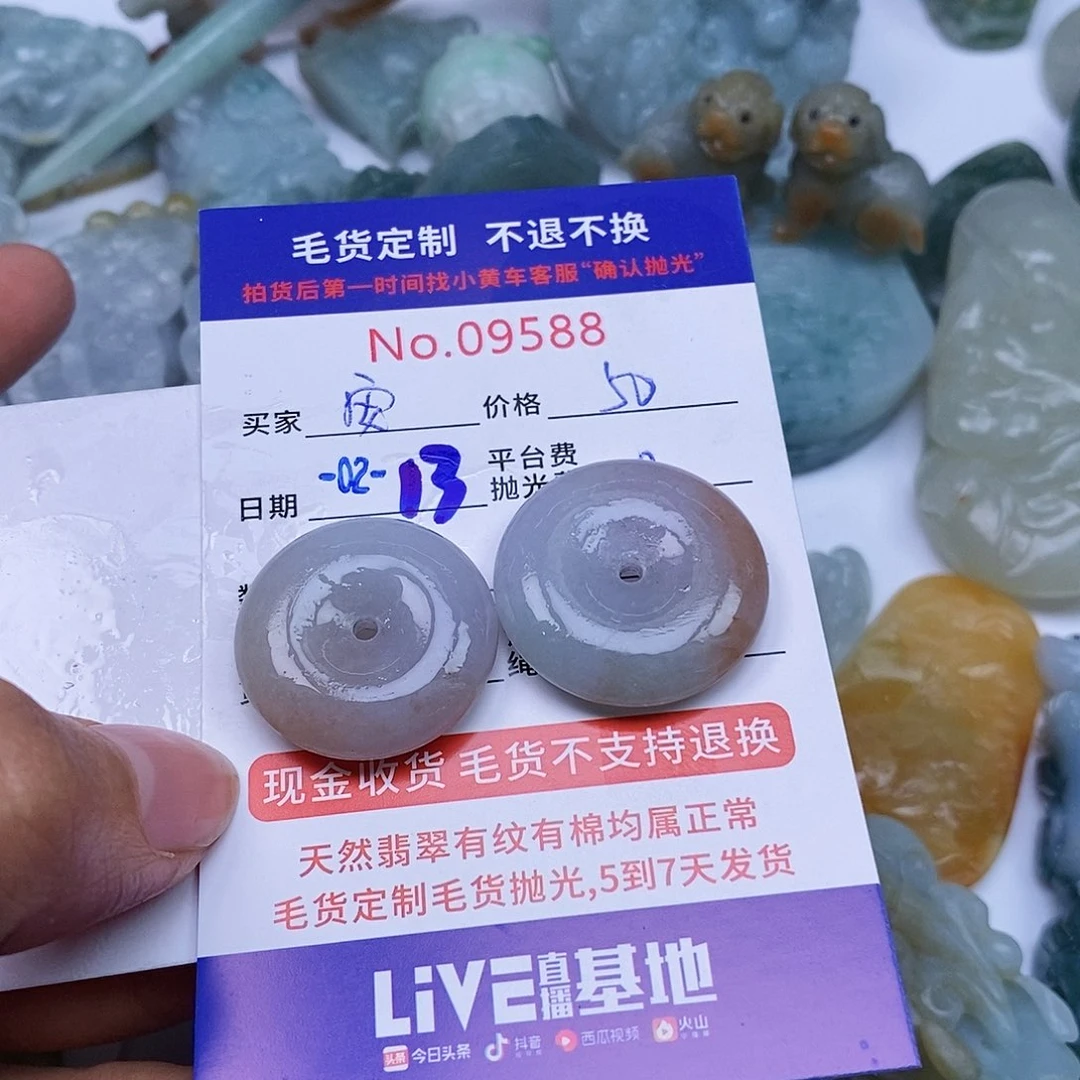 毛货定制 不退不换
拍货后第一时间找小黄车客服“确认抛光”
No.09588
买家 安 价格 50
平台费
日期 -02-13 抛光
绳
现金收货 毛货不支持退换
天然翡翠有纹有棉均属正常
毛货定制毛货抛光,5到7天发货
LiVE直播基地
头条 今日头条 抖音 西瓜视频 火山